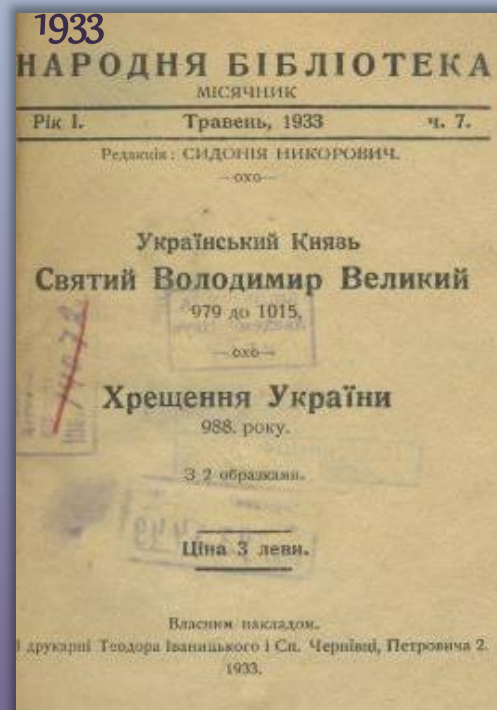 1933
НАРОДНЯ БІБЛІОТЕКА
МІСЯЧНИК
Рік І. Травень, 1933 ч. 7.
Редакція: СИДОНІЯ НИКОРОВИЧ.
—oxo—
Український Князь
Святий Володимир Великий
979 до 1015.
—oxo—
Хрещення України
988. року.
З 2 образками.
Ціна 3 леви.
Власним накладом.
друкарні Теодора Іваницького і Сп. Чернівці, Петровича 2.
1933.